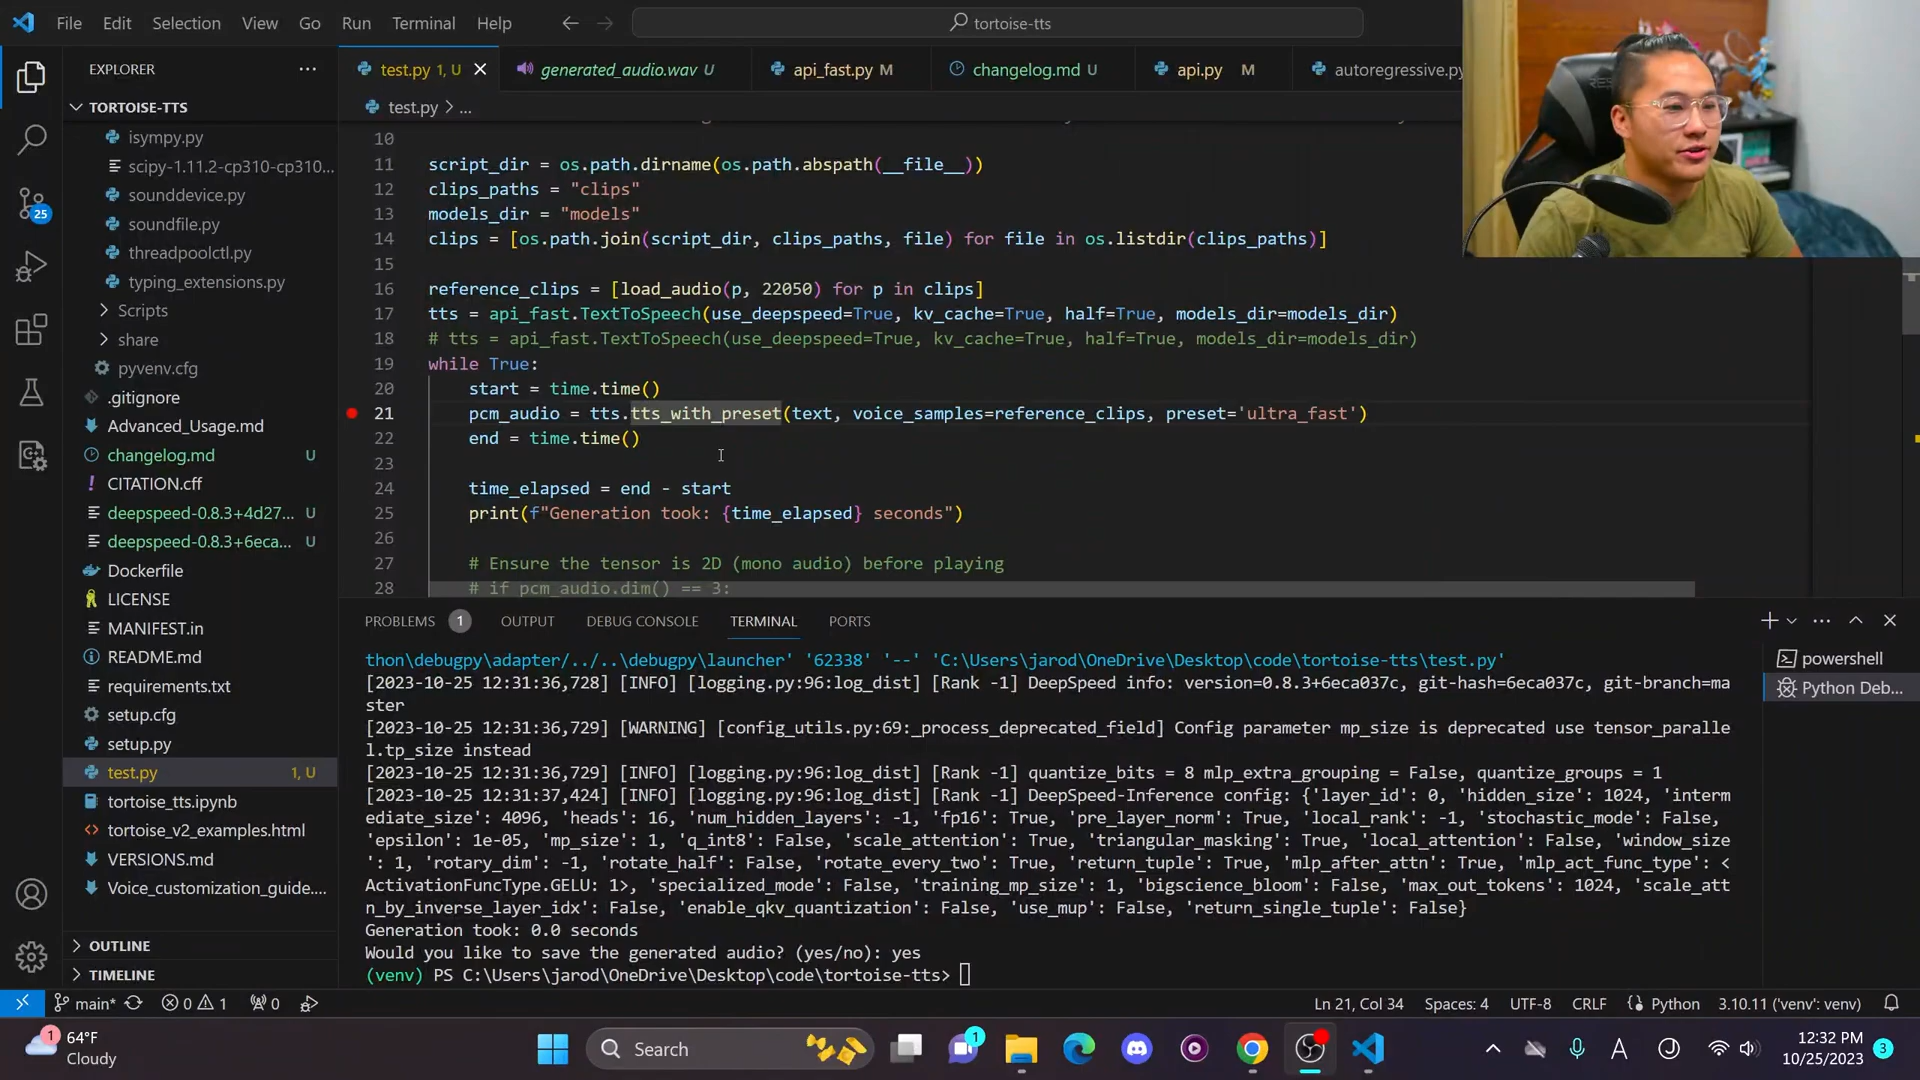 File Edit Selection View Go Run Terminal Help
tortoise-tts
EXPLORER
TORTOISE-TTS
isympy.py
scipy-1.11.2-cp310-cp310...
sounddevice.py
soundfile.py
threadpoolctl.py
typing_extensions.py
Scripts
share
pyvenv.cfg
.gitignore
Advanced_Usage.md
changelog.md U
CITATION.cff
deepspeed-0.8.3+4d27... U
deepspeed-0.8.3+6eca... U
Dockerfile
LICENSE
MANIFEST.in
README.md
requirements.txt
setup.cfg
setup.py
test.py 1, U
tortoise_tts.ipynb
tortoise_v2_examples.html
VERSIONS.md
Voice_customization_guide....
OUTLINE
TIMELINE
25
test.py 1, U
generated_audio.wav U
api_fast.py M
changelog.md U
api.py M
autoregressive.py
test.py > ...
10
11 script_dir = os.path.dirname(os.path.abspath(__file__))
12 clips_paths = "clips"
13 models_dir = "models"
14 clips = [os.path.join(script_dir, clips_paths, file) for file in os.listdir(clips_paths)]
15
16 reference_clips = [load_audio(p, 22050) for p in clips]
17 tts = api_fast.TextToSpeech(use_deepspeed=True, kv_cache=True, half=True, models_dir=models_dir)
18 # tts = api_fast.TextToSpeech(use_deepspeed=True, kv_cache=True, half=True, models_dir=models_dir)
19 while True:
20 start = time.time()
21 pcm_audio = tts.tts_with_preset(text, voice_samples=reference_clips, preset='ultra_fast')
22 end = time.time()
23
24 time_elapsed = end - start
25 print(f"Generation took: {time_elapsed} seconds")
26
27 # Ensure the tensor is 2D (mono audio) before playing
28 # if pcm_audio.dim() == 3:
PROBLEMS 1 OUTPUT DEBUG CONSOLE TERMINAL PORTS
powershell
Python Deb...
thon\debugpy\adapter/../..\debugpy\launcher' '62338' '--' 'C:\Users\jarod\OneDrive\Desktop\code\tortoise-tts\test.py'
[2023-10-25 12:31:36,728] [INFO] [logging.py:96:log_dist] [Rank -1] DeepSpeed info: version=0.8.3+6eca037c, git-hash=6eca037c, git-branch=ma
ster
[2023-10-25 12:31:36,729] [WARNING] [config_utils.py:69:_process_deprecated_field] Config parameter mp_size is deprecated use tensor_paralle
l.tp_size instead
[2023-10-25 12:31:36,729] [INFO] [logging.py:96:log_dist] [Rank -1] quantize_bits = 8 mlp_extra_grouping = False, quantize_groups = 1
[2023-10-25 12:31:37,424] [INFO] [logging.py:96:log_dist] [Rank -1] DeepSpeed-Inference config: {'layer_id': 0, 'hidden_size': 1024, 'interm
ediate_size': 4096, 'heads': 16, 'num_hidden_layers': -1, 'fp16': True, 'pre_layer_norm': True, 'local_rank': -1, 'stochastic_mode': False,
'epsilon': 1e-05, 'mp_size': 1, 'q_int8': False, 'scale_attention': True, 'triangular_masking': True, 'local_attention': False, 'window_size
': 1, 'rotary_dim': -1, 'rotate_half': False, 'rotate_every_two': True, 'return_tuple': True, 'mlp_after_attn': True, 'mlp_act_func_type': <
ActivationFuncType.GELU: 1>, 'specialized_mode': False, 'training_mp_size': 1, 'bigscience_bloom': False, 'max_out_tokens': 1024, 'scale_att
n_by_inverse_layer_idx': False, 'enable_qkv_quantization': False, 'use_mup': False, 'return_single_tuple': False}
Generation took: 0.0 seconds
Would you like to save the generated audio? (yes/no): yes
(venv) PS C:\Users\jarod\OneDrive\Desktop\code\tortoise-tts>
main* 0 1 0
Ln 21, Col 34 Spaces: 4 UTF-8 CRLF Python 3.10.11 ('venv': venv)
1 64°F
Cloudy
Search
1
A
12:32 PM
10/25/2023
3